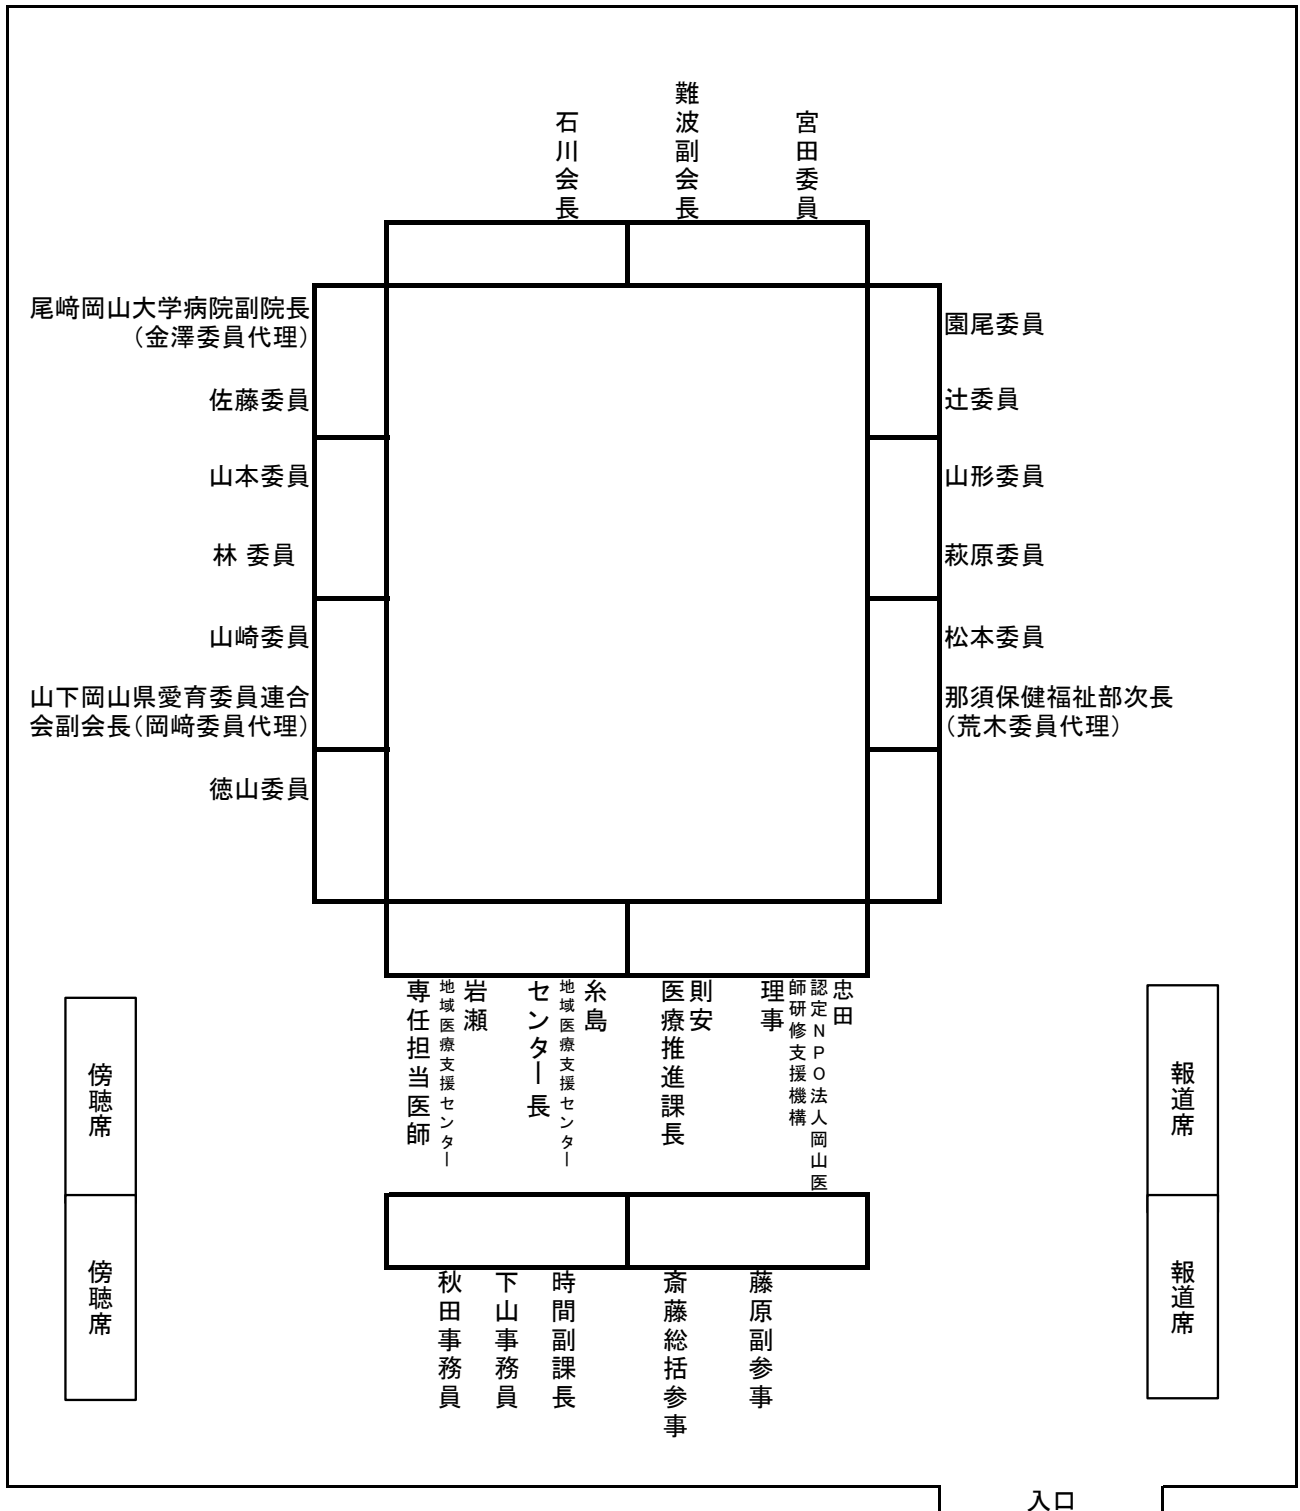 石川会長
難波副会長
宮田委員
尾﨑岡山大学病院副院長
（金澤委員代理）
佐藤委員
山本委員
林 委員
山崎委員
山下岡山県愛育委員連合
会副会長（岡﨑委員代理）
徳山委員
園尾委員
辻委員
山形委員
萩原委員
松本委員
那須保健福祉部次長
（荒木委員代理）
岩瀬
地域医療支援センター
専任担当医師
糸島
地域医療支援センター
センター長
則安
医療推進課長
忠田
認定NPO法人岡山医
師研修支援機構
理事
秋田事務員
下山事務員
時間副課長
斎藤総括参事
藤原副参事
傍聴席
傍聴席
報道席
報道席
入口